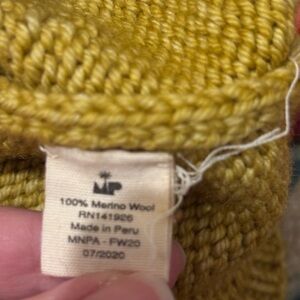 MP
100% Merino Wool
RN141926
Made in Peru
MNPA - FW20
07/2020